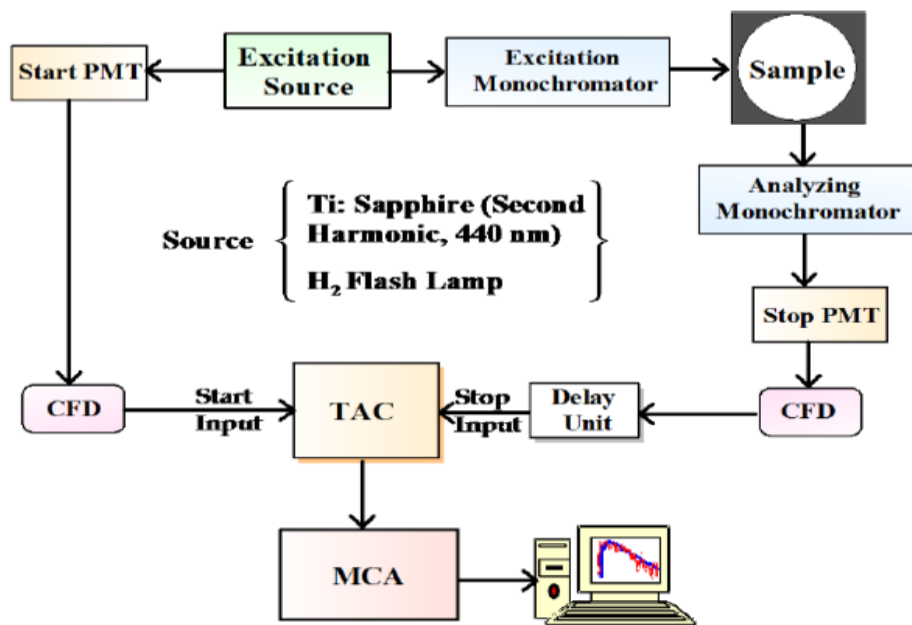 Start PMT
Excitation
Source
Excitation
Monochromator
Sample
Analyzing
Monochromator
Source
Ti: Sapphire (Second
Harmonic, 440 nm)
H₂ Flash Lamp
Stop PMT
CFD
Start
Input
TAC
Stop
Input
Delay
Unit
CFD
MCA